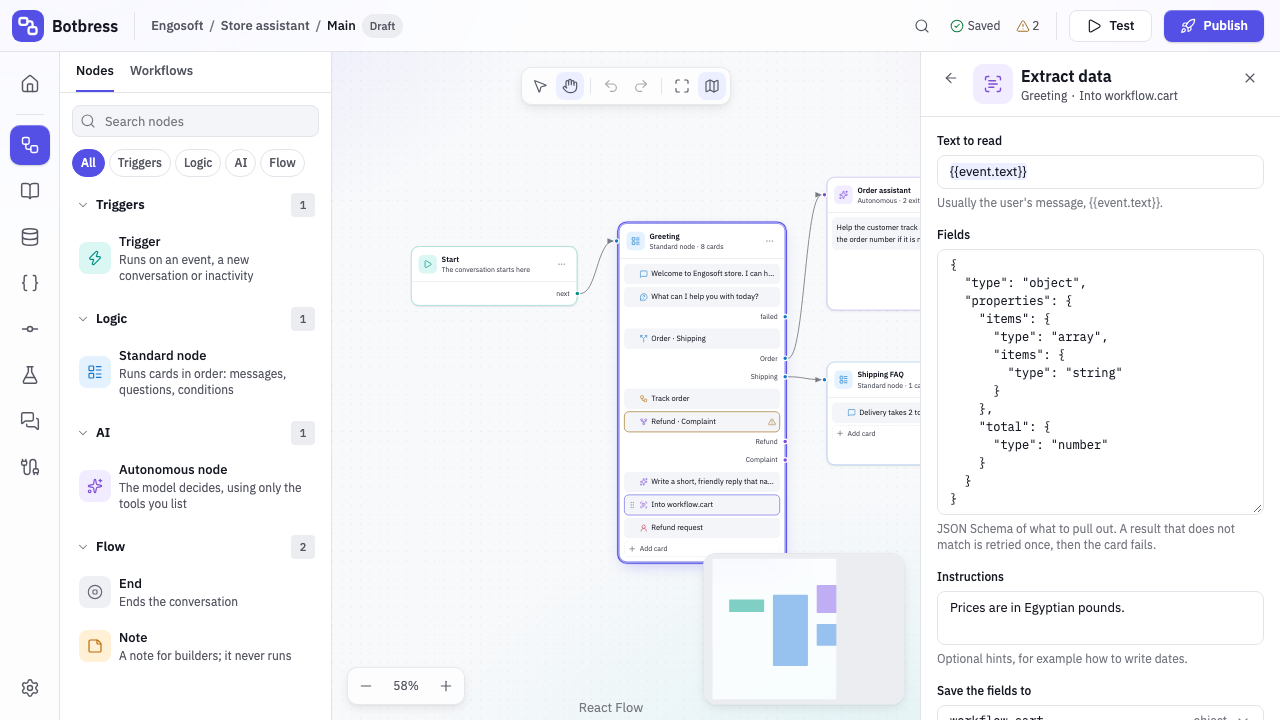 Botbress
Engosoft / Store assistant / Main Draft
Saved
2
Test
Publish
Nodes
Workflows
Search nodes
All
Triggers
Logic
AI
Flow
Triggers
1
Trigger
Runs on an event, a new
conversation or inactivity
Logic
1
Standard node
Runs cards in order: messages,
questions, conditions
AI
1
Autonomous node
The model decides, using only the
tools you list
Flow
2
End
Ends the conversation
Note
A note for builders; it never runs
Start
The conversation starts here
next
Greeting
Standard node · 8 cards
Welcome to Engosoft store. I can h...
What can I help you with today?
failed
Order · Shipping
Order
Shipping
Track order
Refund · Complaint
Refund
Complaint
Write a short, friendly reply that na...
Into workflow.cart
Refund request
Add card
Order assistant
Autonomous · 2 exit
Help the customer track
the order number if it is n
Shipping FAQ
Standard node · 1 ca
Delivery takes 2 to
Add card
58%
React Flow
Extract data
Greeting · Into workflow.cart
Text to read
{{event.text}}
Usually the user's message, {{event.text}}.
Fields
{
  "type": "object",
  "properties": {
    "items": {
      "type": "array",
      "items": {
        "type": "string"
      }
    },
    "total": {
      "type": "number"
    }
  }
}
JSON Schema of what to pull out. A result that does not
match is retried once, then the card fails.
Instructions
Prices are in Egyptian pounds.
Optional hints, for example how to write dates.
Save the fields to
workflow.cart
object